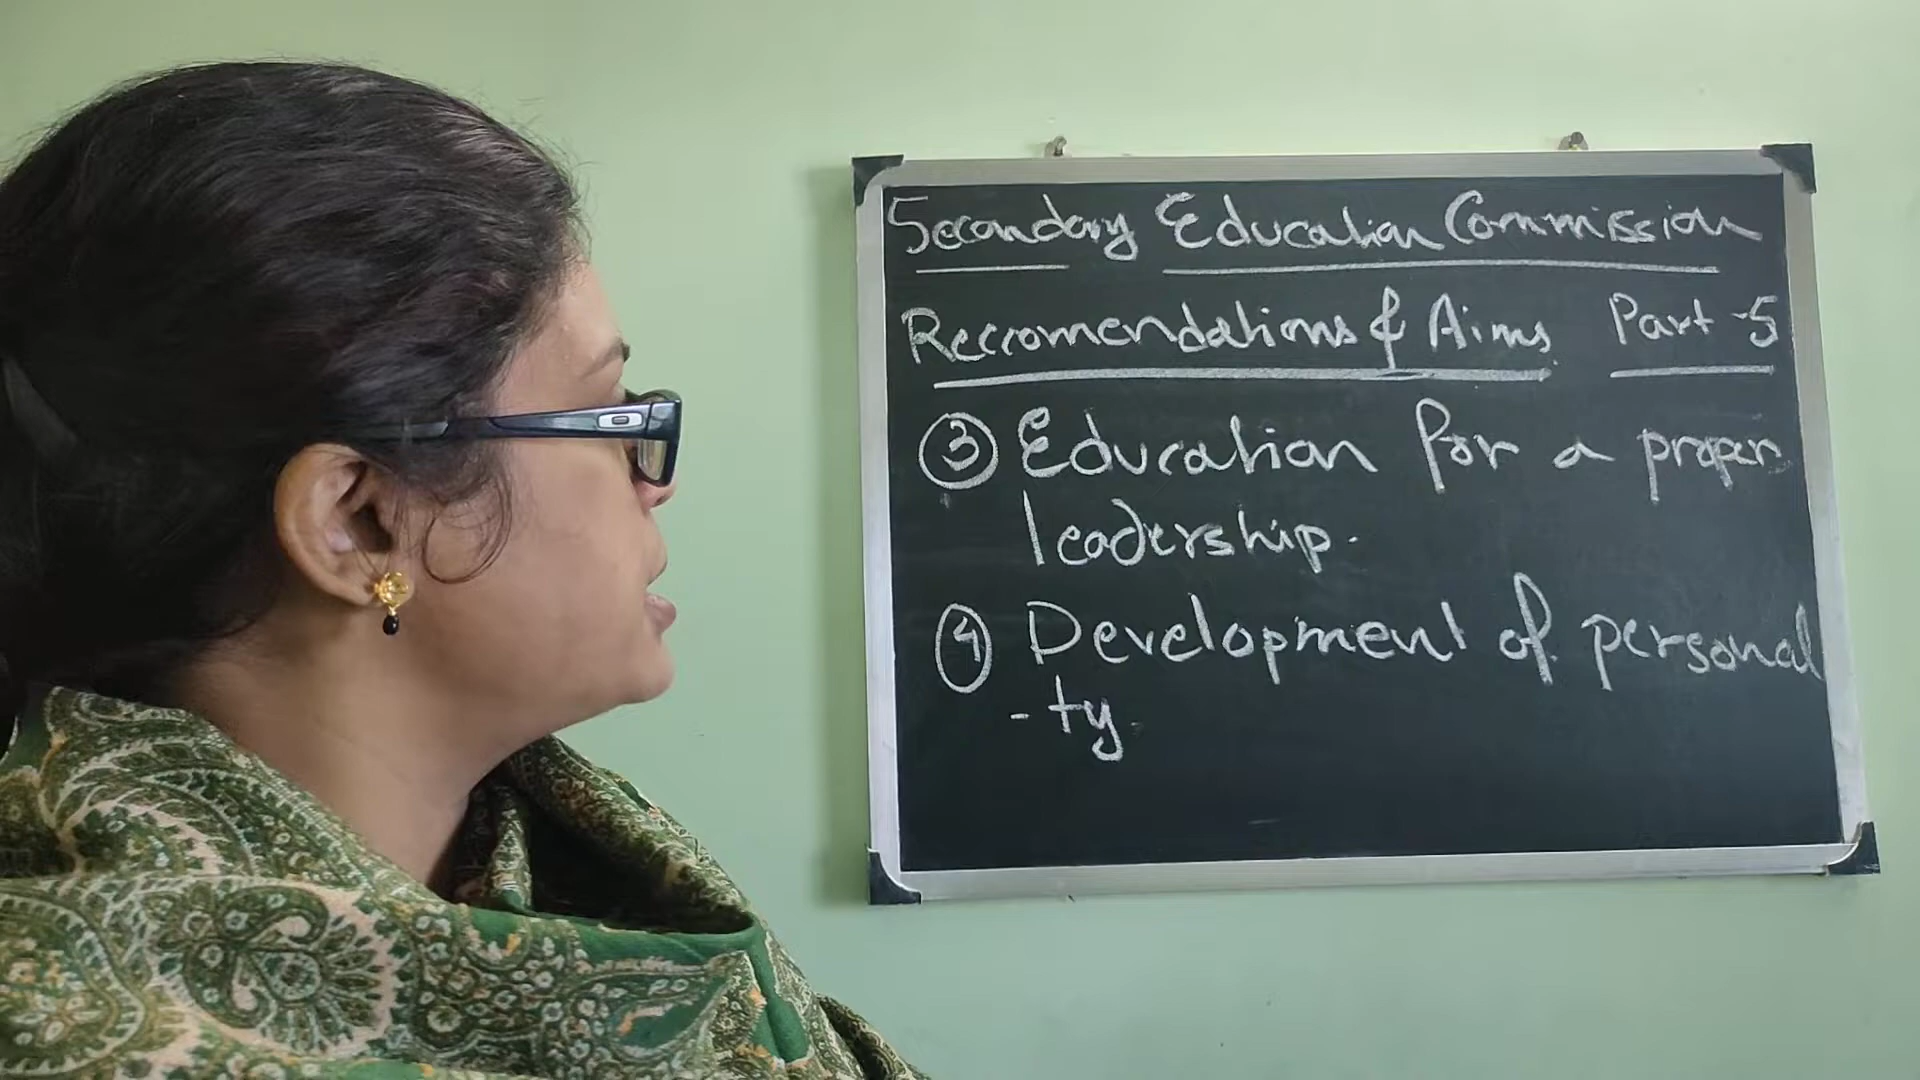 Secondary Education Commission
Reccomendations & Aims Part-5
③ Education for a proper
leadership.
④ Development of personal
-ty.